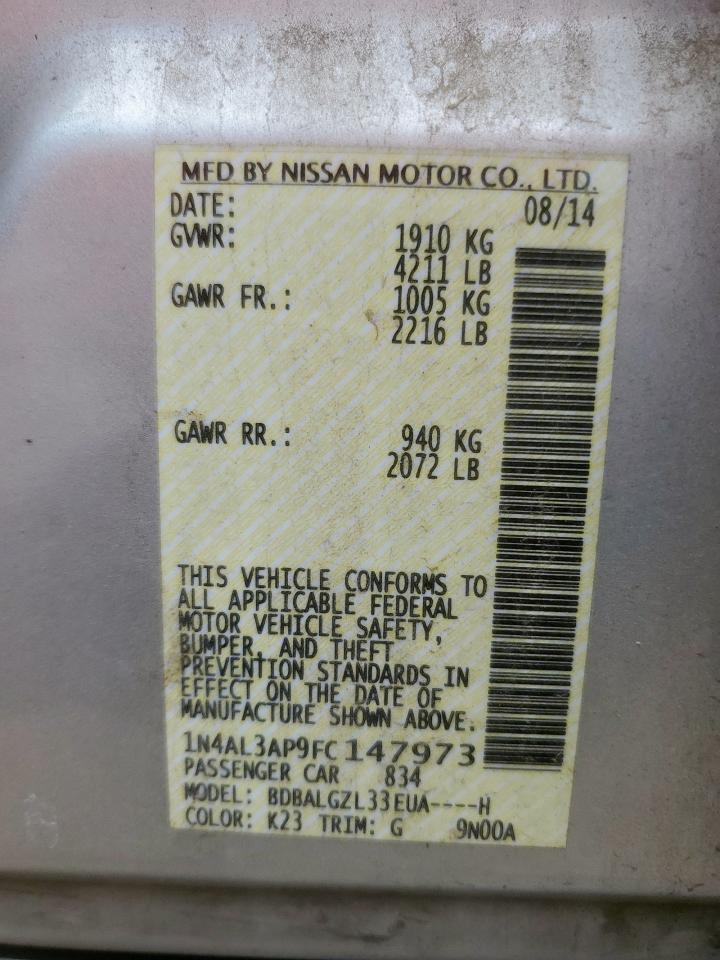 MFD BY NISSAN MOTOR CO., LTD.
DATE: 08/14
GVWR: 1910 KG
4211 LB
GAWR FR.: 1005 KG
2216 LB
GAWR RR.: 940 KG
2072 LB
THIS VEHICLE CONFORMS TO
ALL APPLICABLE FEDERAL
MOTOR VEHICLE SAFETY,
BUMPER, AND THEFT
PREVENTION STANDARDS IN
EFFECT ON THE DATE OF
MANUFACTURE SHOWN ABOVE.
1N4AL3AP9FC147973
PASSENGER CAR 834
MODEL: BDBALGZL33EUA----H
COLOR: K23 TRIM: G 9N00A